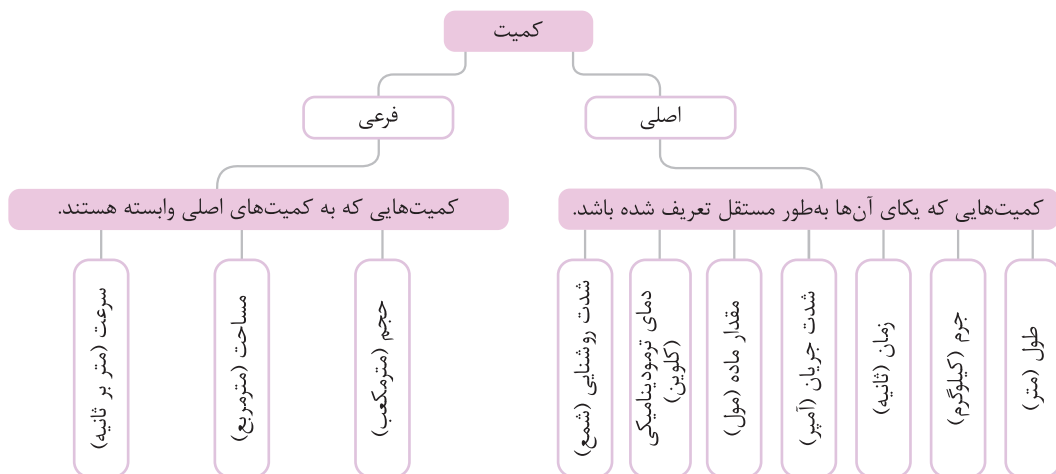 کمیت
اصلی
فرعی
کمیت‌هایی که یکای آن‌ها به‌طور مستقل تعریف شده باشد.
کمیت‌هایی که به کمیت‌های اصلی وابسته هستند.
طول (متر)
جرم (کیلوگرم)
زمان (ثانیه)
شدت جریان (آمپر)
مقدار ماده (مول)
دمای ترمودینامیکی
(کلوین)
شدت روشنایی (شمع)
حجم (مترمکعب)
مساحت (مترمربع)
سرعت (متر بر ثانیه)